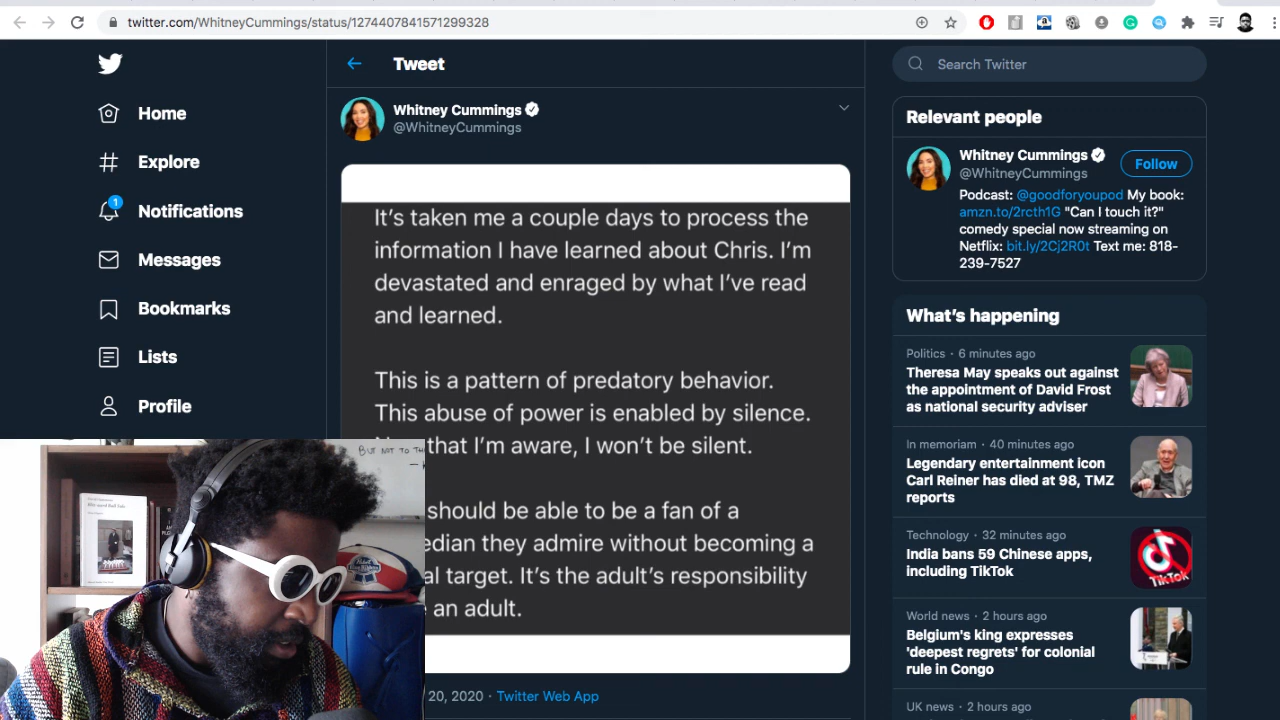 twitter.com/WhitneyCummings/status/1274407841571299328
Home
Explore
1
Notifications
Messages
Bookmarks
Lists
Profile
Tweet
Whitney Cummings
@WhitneyCummings
It’s taken me a couple days to process the
information I have learned about Chris. I’m
devastated and enraged by what I’ve read
and learned.
This is a pattern of predatory behavior.
This abuse of power is enabled by silence.
that I’m aware, I won’t be silent.
should be able to be a fan of a
they admire without becoming a
target. It’s the adult’s responsibility
an adult.
20, 2020 · Twitter Web App
BUT NOT TO
Search Twitter
Relevant people
Whitney Cummings
@WhitneyCummings
Follow
Podcast: @goodforyoupod My book:
amzn.to/2rcth1G "Can I touch it?"
comedy special now streaming on
Netflix: bit.ly/2Cj2R0t Text me: 818-
239-7527
What’s happening
Politics · 6 minutes ago
Theresa May speaks out against
the appointment of David Frost
as national security adviser
In memoriam · 40 minutes ago
Legendary entertainment icon
Carl Reiner has died at 98, TMZ
reports
Technology · 32 minutes ago
India bans 59 Chinese apps,
including TikTok
TikTok
World news · 2 hours ago
Belgium's king expresses
'deepest regrets' for colonial
rule in Congo
UK news · 2 hours ago